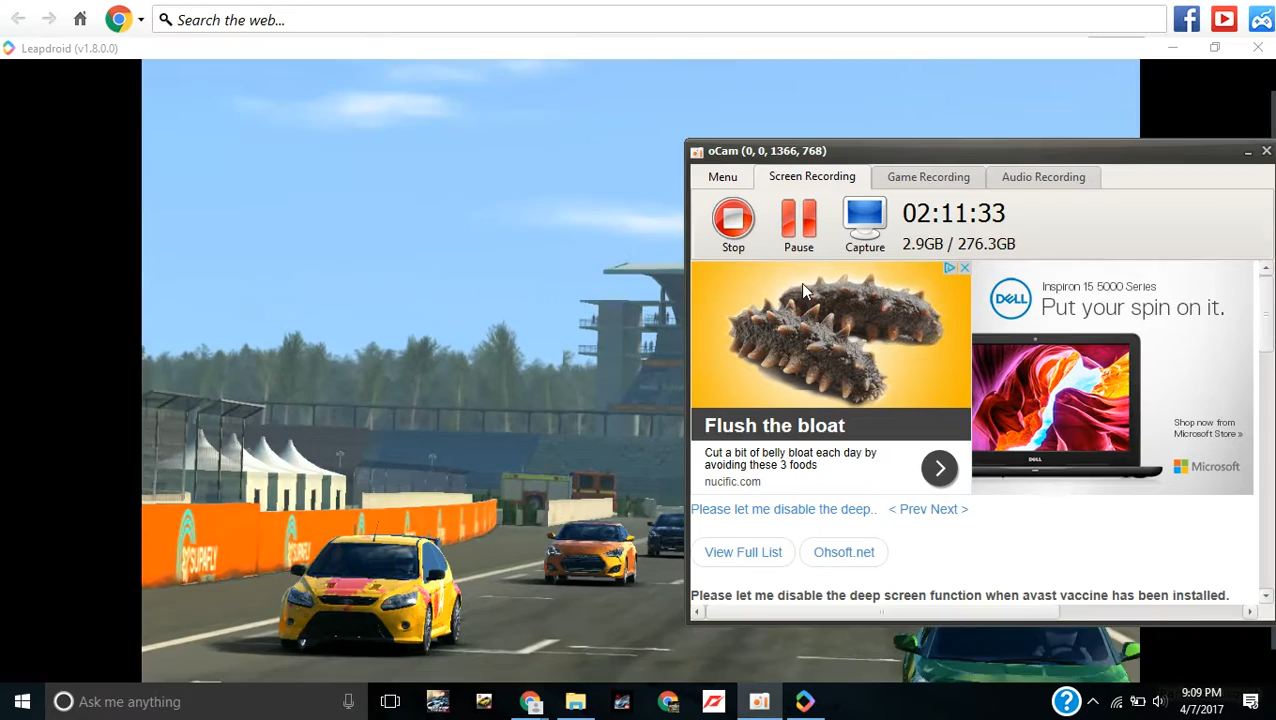 Search the web...
Leapdroid (v1.8.0.0)
oCam (0, 0, 1366, 768)
Menu
Screen Recording
Game Recording
Audio Recording
Stop
Pause
Capture
02:11:33
2.9GB / 276.3GB
Flush the bloat
Cut a bit of belly bloat each day by
avoiding these 3 foods
nucific.com
DELL
Inspiron 15 5000 Series
Put your spin on it.
DELL
Shop now from
Microsoft Store »
Microsoft
Please let me disable the deep..
< Prev Next >
View Full List
Ohsoft.net
Please let me disable the deep screen function when avast vaccine has been installed.
SUPAFLY
SUPAFLY
Ask me anything
9:09 PM
4/7/2017